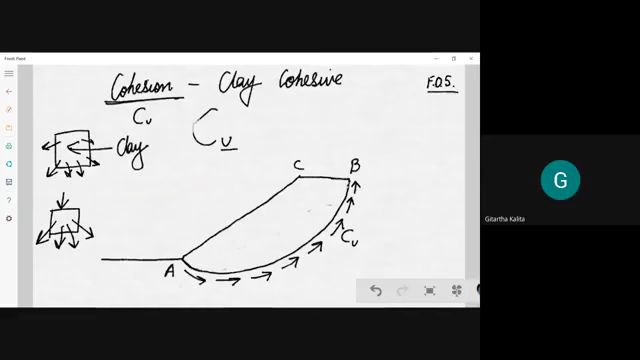 Fresh Paint
Cohesion - Clay Cohesive
F.O.S.
Cu
Cu
Clay
C
B
Cu
A
G
Gitartha Kalita